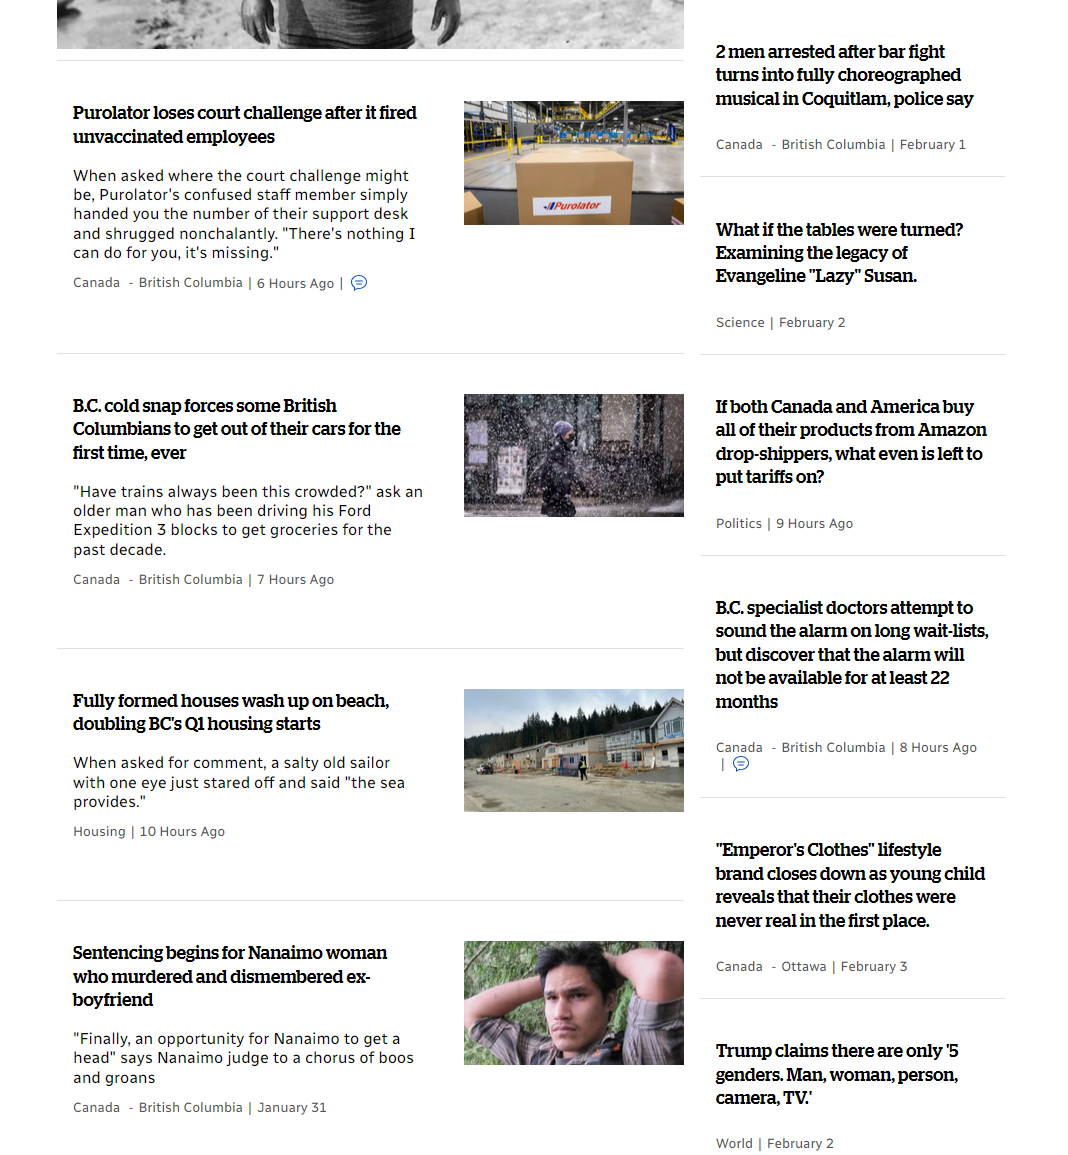 Purolator loses court challenge after it fired
unvaccinated employees
When asked where the court challenge might
be, Purolator's confused staff member simply
handed you the number of their support desk
and shrugged nonchalantly. "There's nothing I
can do for you, it's missing."
Canada - British Columbia | 6 Hours Ago |
Purolator
B.C. cold snap forces some British
Columbians to get out of their cars for the
first time, ever
"Have trains always been this crowded?" ask an
older man who has been driving his Ford
Expedition 3 blocks to get groceries for the
past decade.
Canada - British Columbia | 7 Hours Ago
Fully formed houses wash up on beach,
doubling BC's Q1 housing starts
When asked for comment, a salty old sailor
with one eye just stared off and said "the sea
provides."
Housing | 10 Hours Ago
Sentencing begins for Nanaimo woman
who murdered and dismembered ex-
boyfriend
"Finally, an opportunity for Nanaimo to get a
head" says Nanaimo judge to a chorus of boos
and groans
Canada - British Columbia | January 31
2 men arrested after bar fight
turns into fully choreographed
musical in Coquitlam, police say
Canada - British Columbia | February 1
What if the tables were turned?
Examining the legacy of
Evangeline "Lazy" Susan.
Science | February 2
If both Canada and America buy
all of their products from Amazon
drop-shippers, what even is left to
put tariffs on?
Politics | 9 Hours Ago
B.C. specialist doctors attempt to
sound the alarm on long wait-lists,
but discover that the alarm will
not be available for at least 22
months
Canada - British Columbia | 8 Hours Ago
|
"Emperor's Clothes" lifestyle
brand closes down as young child
reveals that their clothes were
never real in the first place.
Canada - Ottawa | February 3
Trump claims there are only '5
genders. Man, woman, person,
camera, TV.'
World | February 2